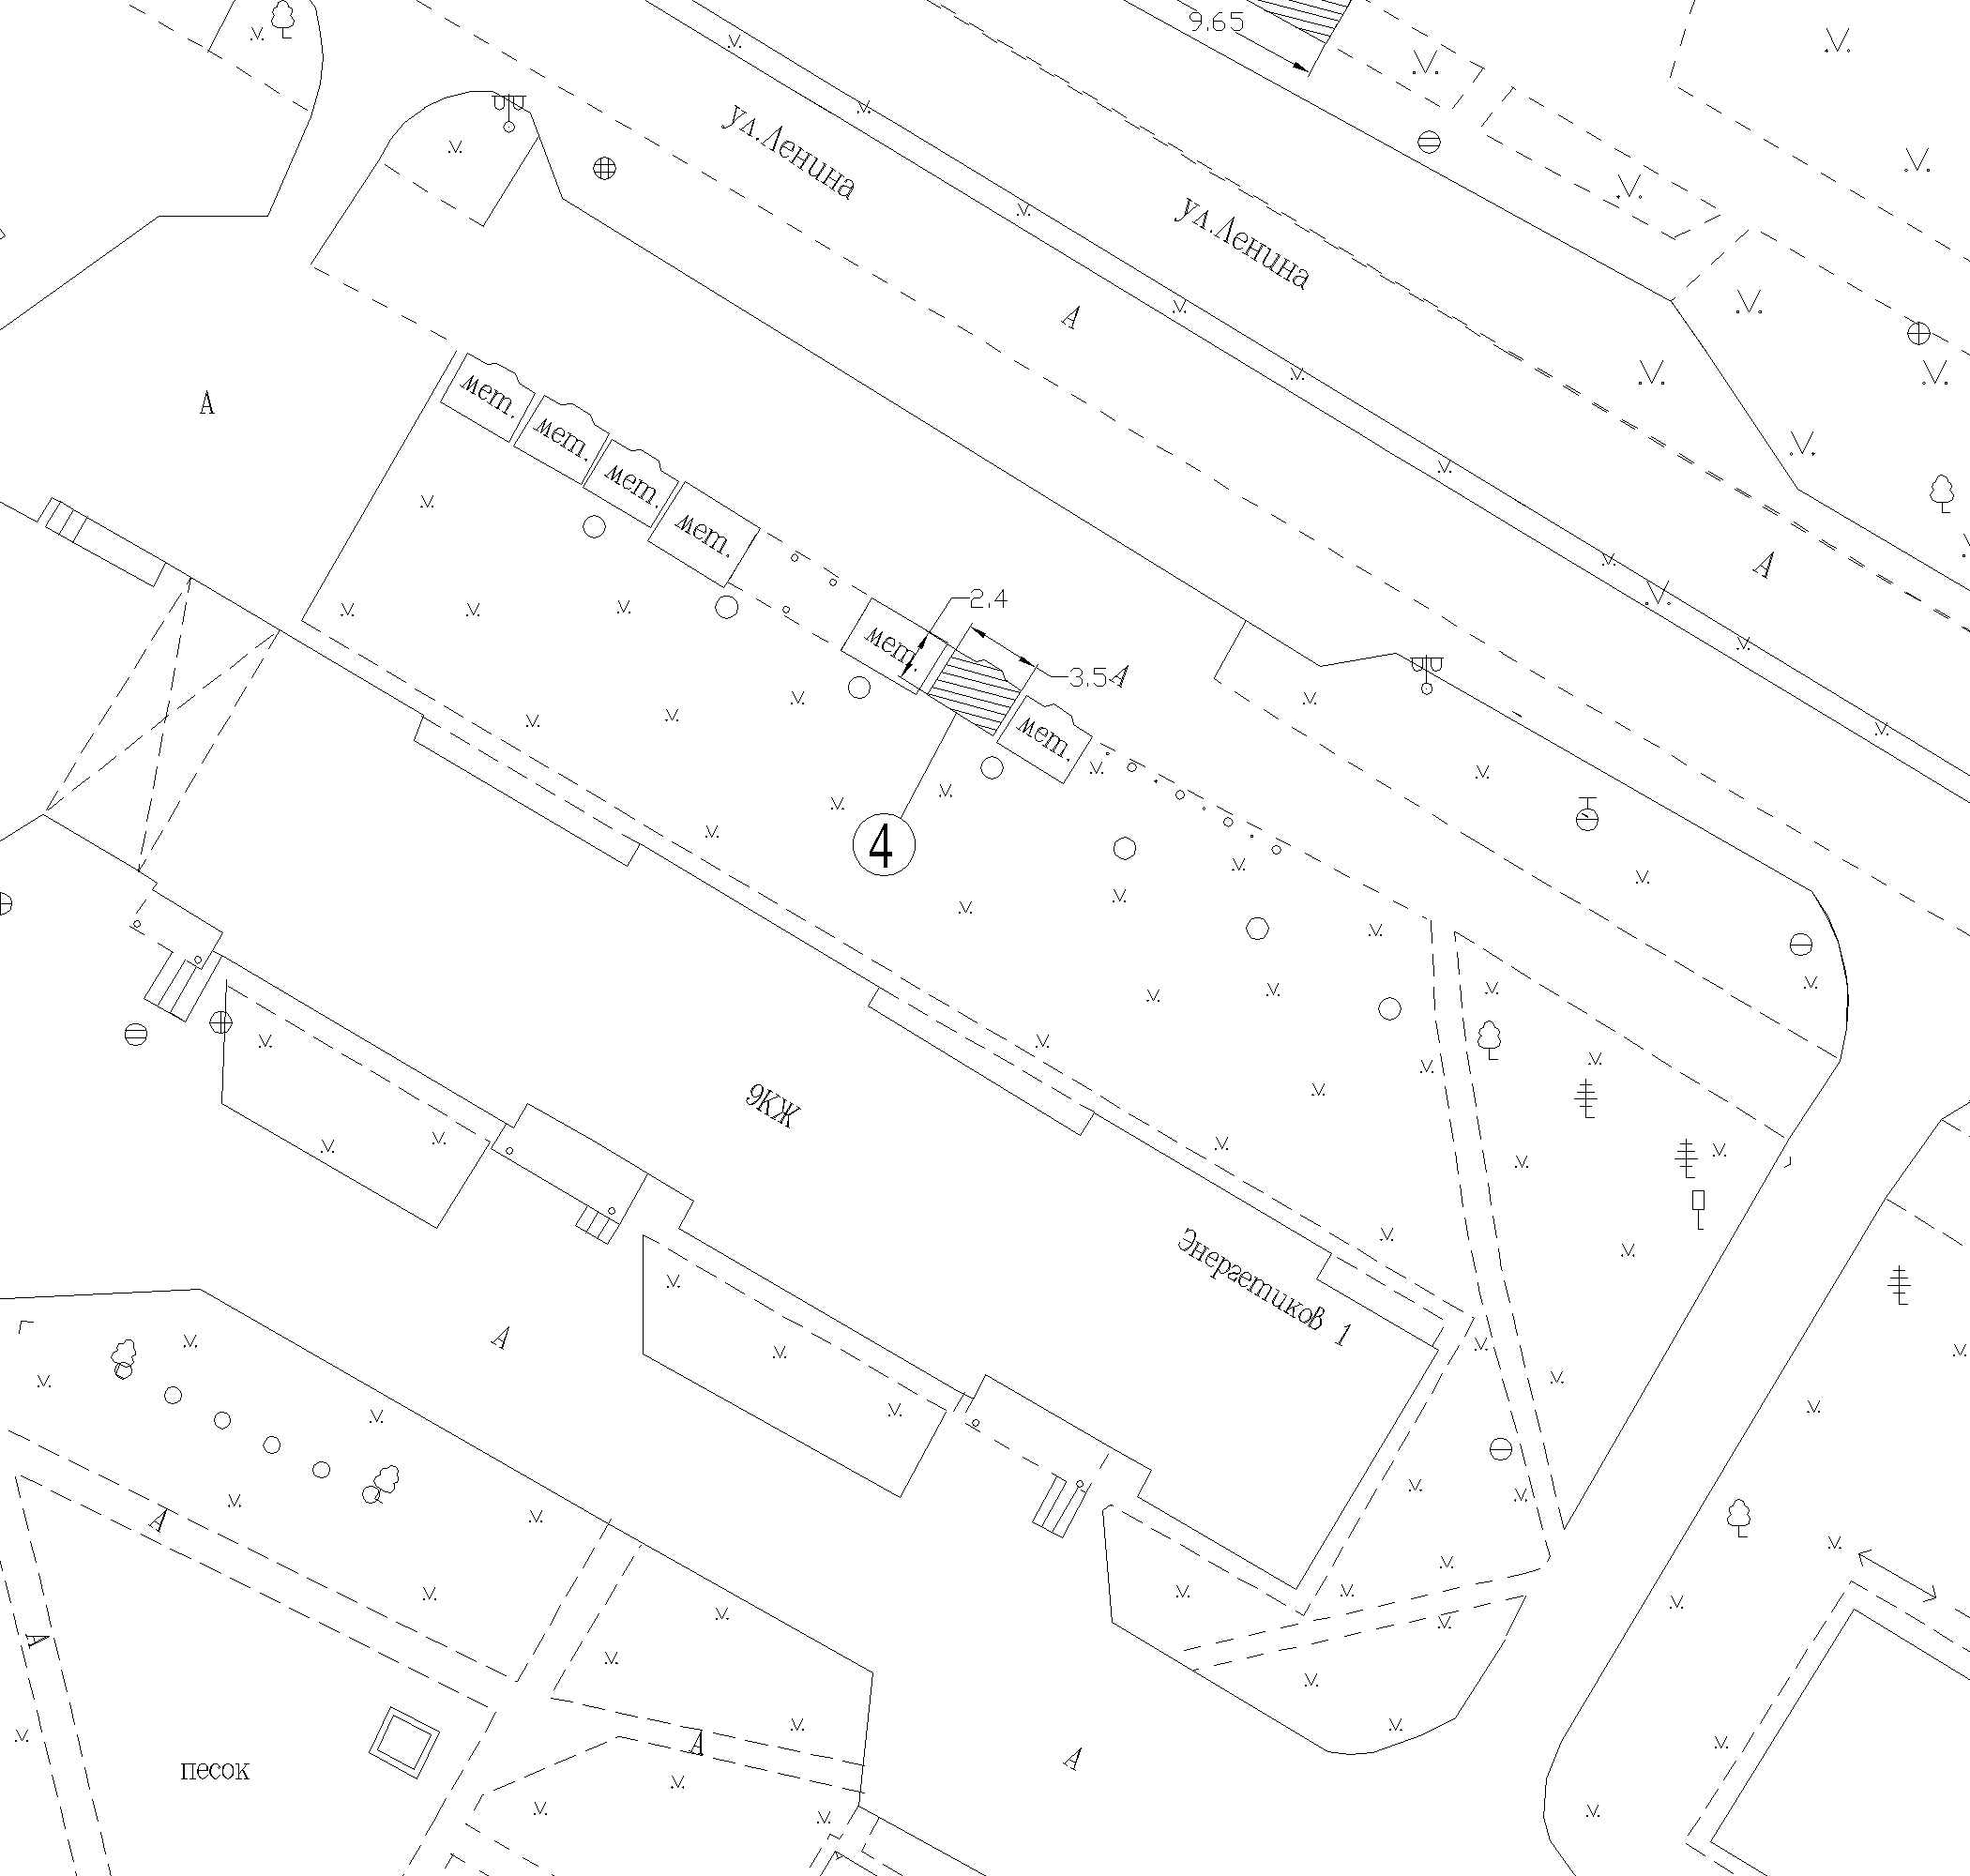 9.65
ул.Ленина
ул.Ленина
А
А
мет.
мет.
мет.
мет.
А
2.4
мет.
3.5
А
мет.
4
9КЖ
Энергетиков 1
А
А
А
А
А
песок